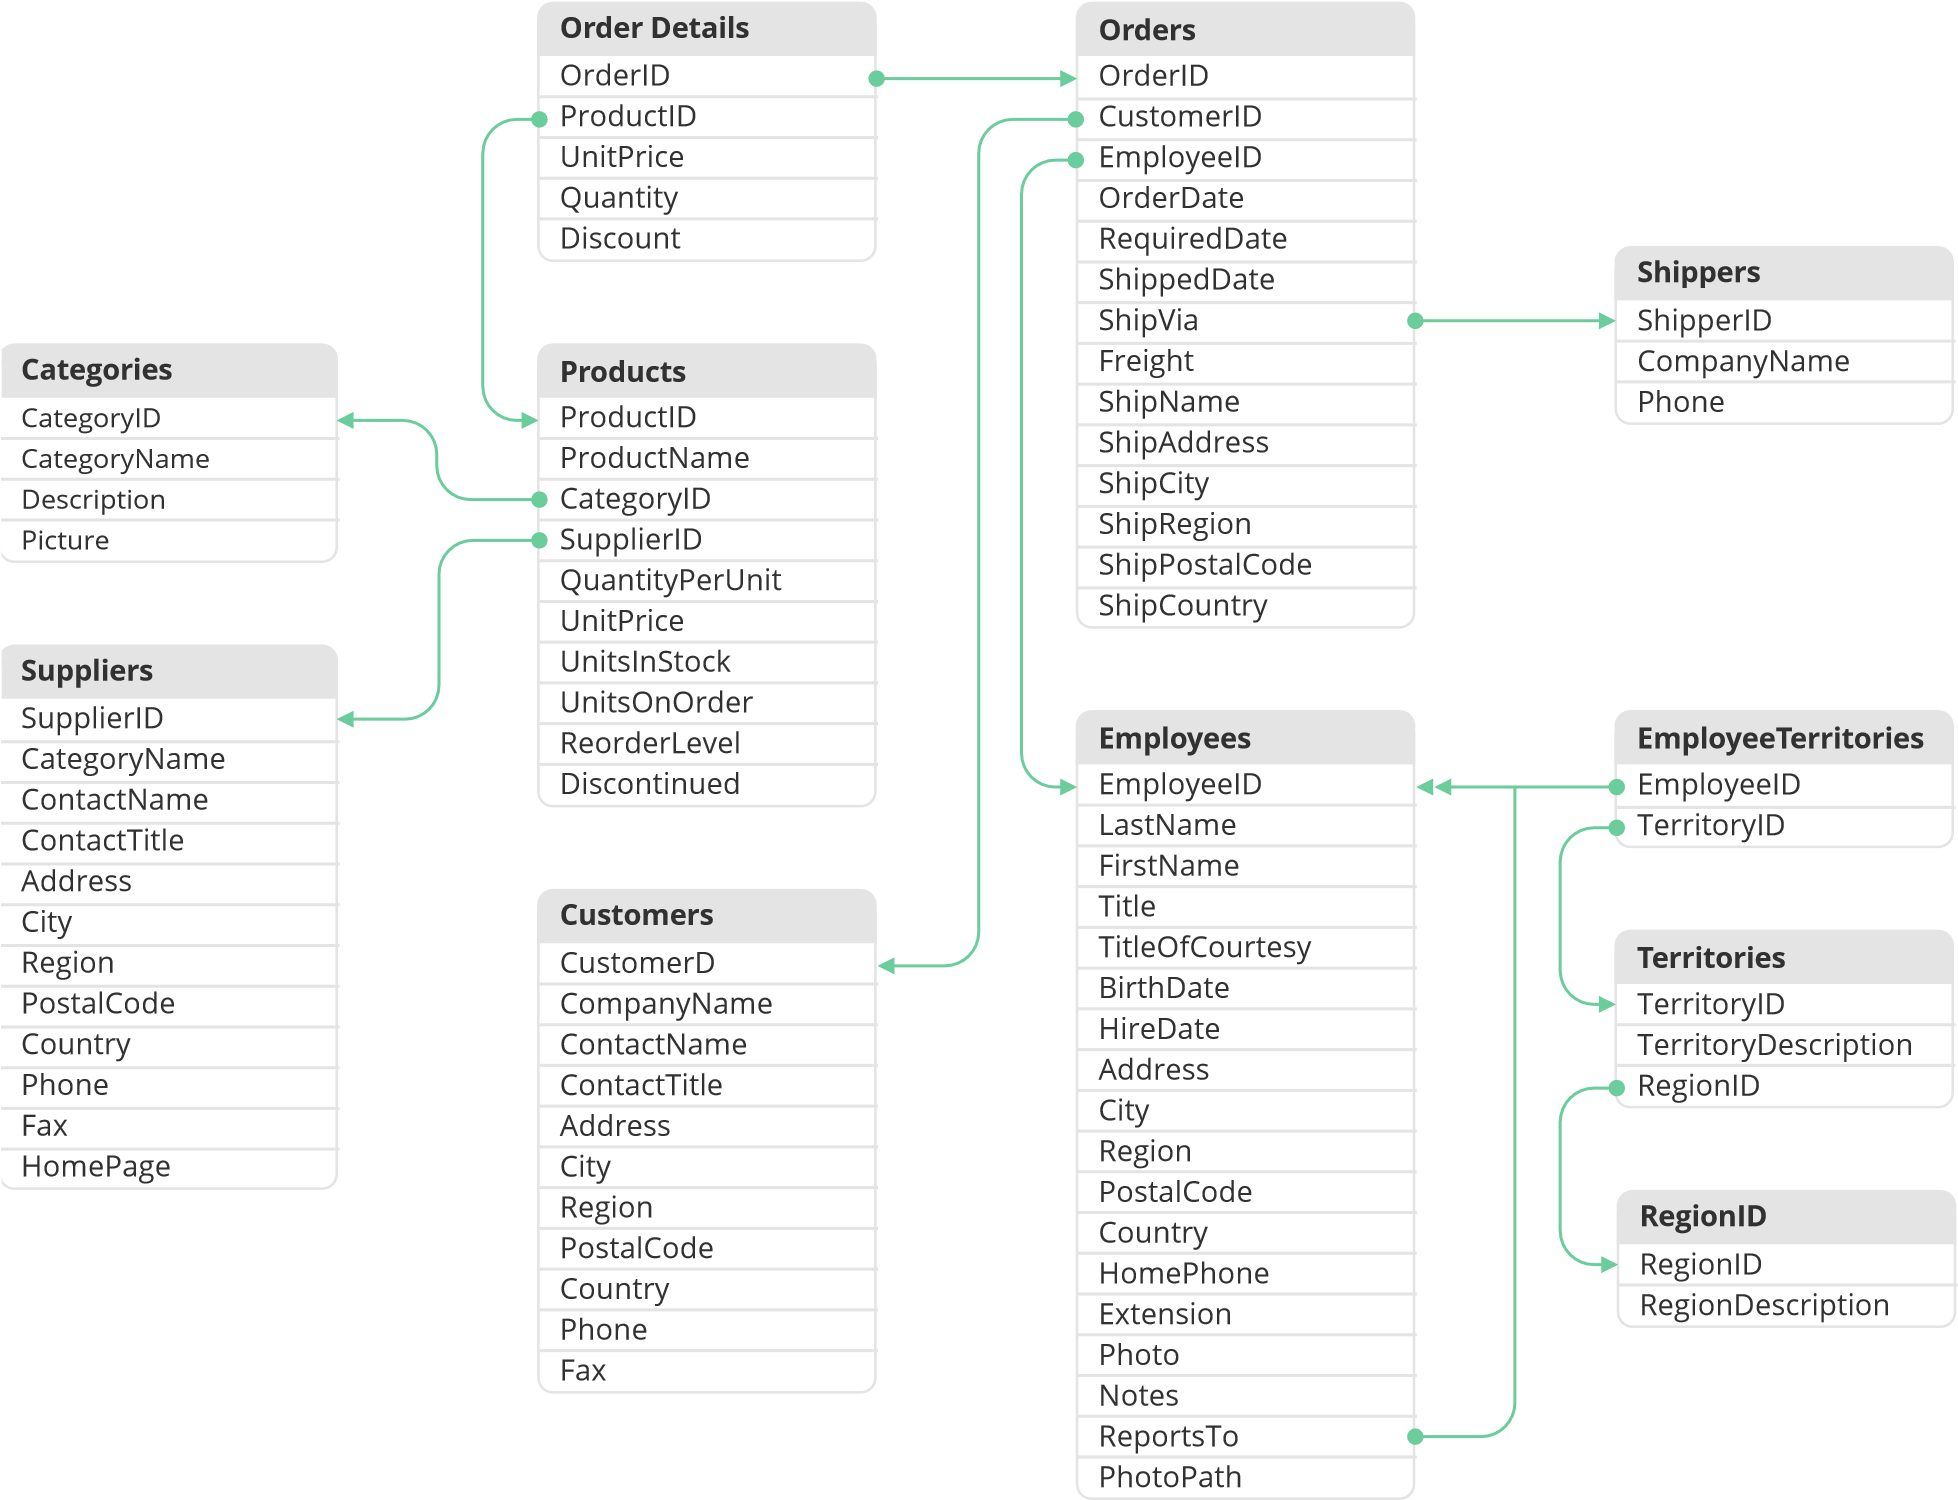 Order Details
OrderID
ProductID
UnitPrice
Quantity
Discount
Orders
OrderID
CustomerID
EmployeeID
OrderDate
RequiredDate
ShippedDate
ShipVia
Freight
ShipName
ShipAddress
ShipCity
ShipRegion
ShipPostalCode
ShipCountry
Shippers
ShipperID
CompanyName
Phone
Categories
CategoryID
CategoryName
Description
Picture
Products
ProductID
ProductName
CategoryID
SupplierID
QuantityPerUnit
UnitPrice
UnitsInStock
UnitsOnOrder
ReorderLevel
Discontinued
Suppliers
SupplierID
CategoryName
ContactName
ContactTitle
Address
City
Region
PostalCode
Country
Phone
Fax
HomePage
Customers
CustomerD
CompanyName
ContactName
ContactTitle
Address
City
Region
PostalCode
Country
Phone
Fax
Employees
EmployeeID
LastName
FirstName
Title
TitleOfCourtesy
BirthDate
HireDate
Address
City
Region
PostalCode
Country
HomePhone
Extension
Photo
Notes
ReportsTo
PhotoPath
EmployeeTerritories
EmployeeID
TerritoryID
Territories
TerritoryID
TerritoryDescription
RegionID
RegionID
RegionID
RegionDescription